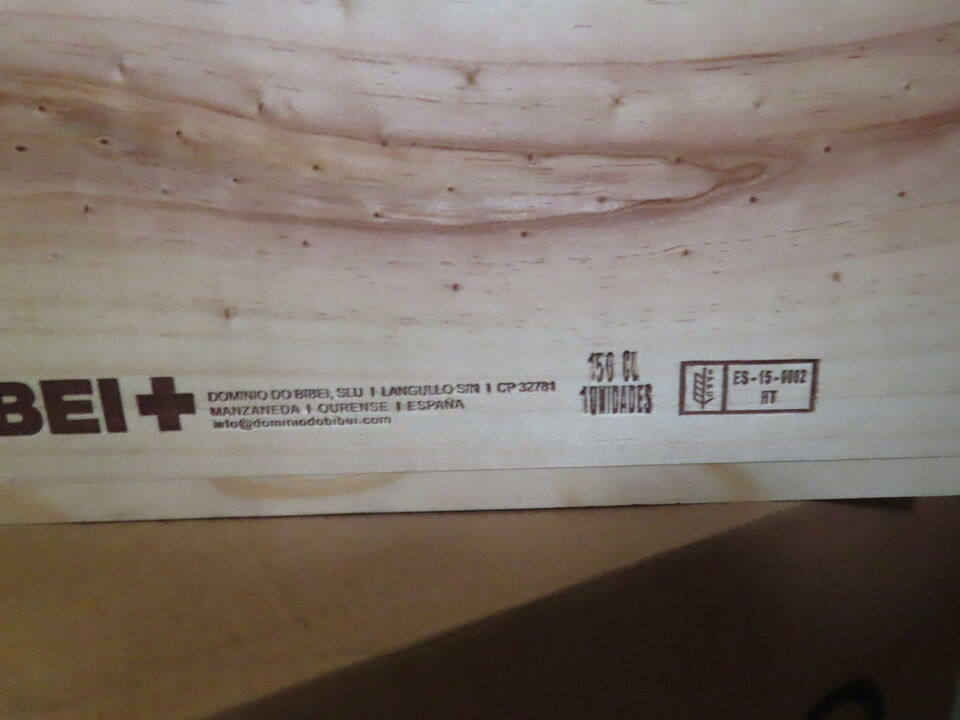 BEI+
DOMINIO DO BIBEI, SLU | LANGULLO S/N | CP 32781
MANZANEDA | OURENSE | ESPAÑA
info@dominiodobibei.com
150 CL
1UNIDADES
IPPC
ES-15-0002
HT